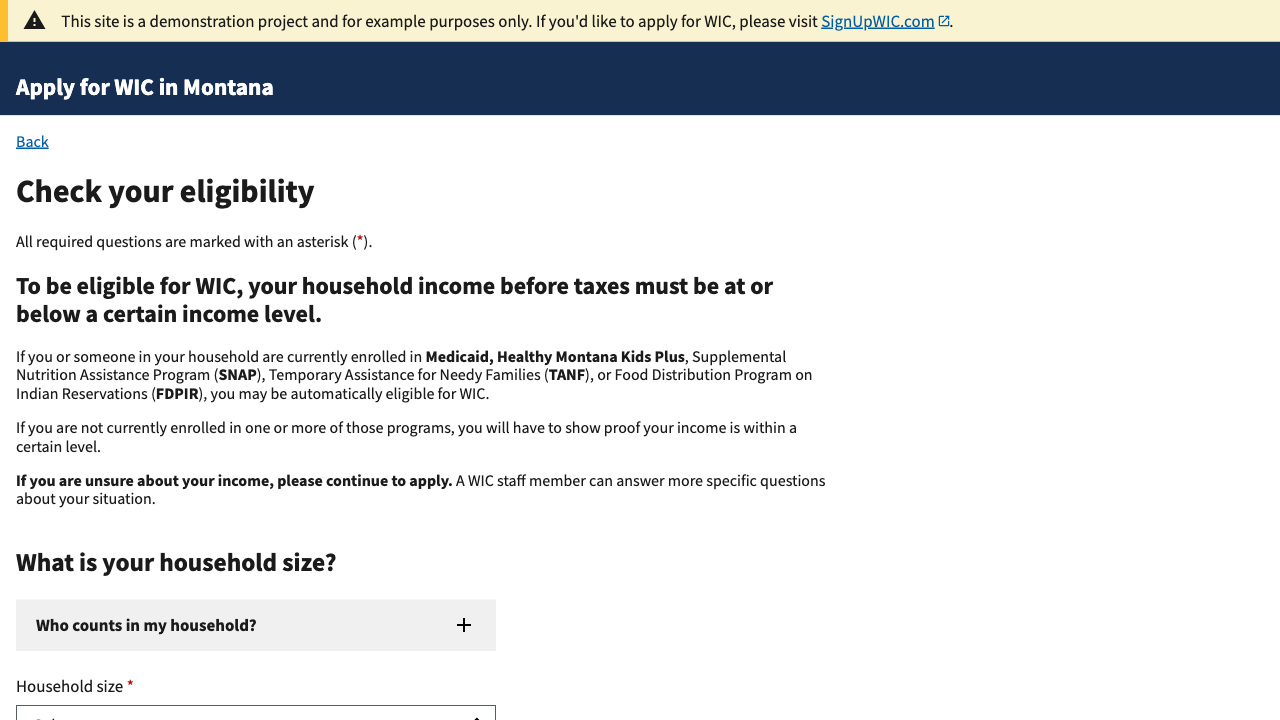 This site is a demonstration project and for example purposes only. If you'd like to apply for WIC, please visit SignUpWIC.com.
Apply for WIC in Montana
Back
Check your eligibility
All required questions are marked with an asterisk (*).
To be eligible for WIC, your household income before taxes must be at or
below a certain income level.
If you or someone in your household are currently enrolled in Medicaid, Healthy Montana Kids Plus, Supplemental
Nutrition Assistance Program (SNAP), Temporary Assistance for Needy Families (TANF), or Food Distribution Program on
Indian Reservations (FDPIR), you may be automatically eligible for WIC.
If you are not currently enrolled in one or more of those programs, you will have to show proof your income is within a
certain level.
If you are unsure about your income, please continue to apply. A WIC staff member can answer more specific questions
about your situation.
What is your household size?
Who counts in my household?
Household size *